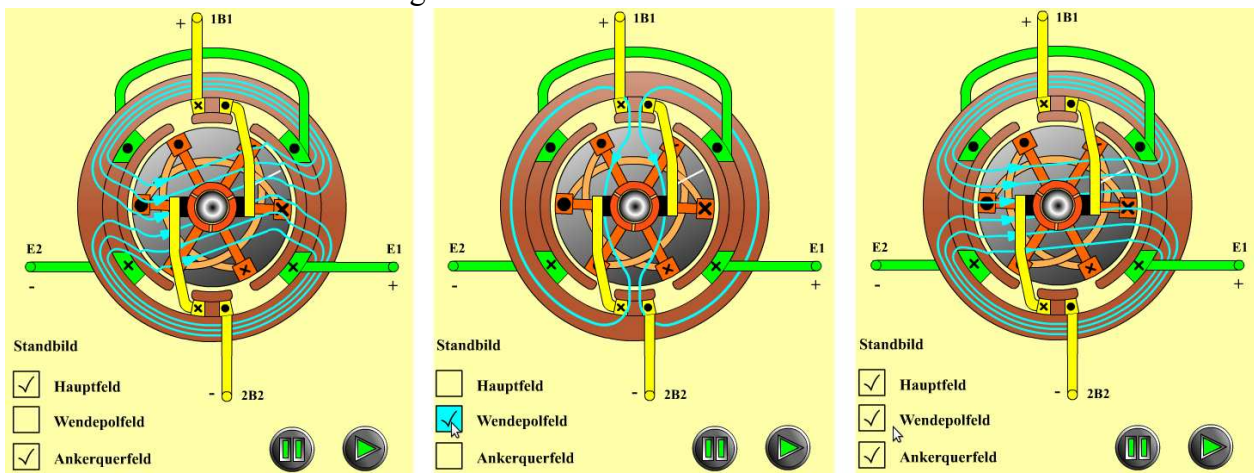 + 1B1
E2
E1
-
+
Standbild
Hauptfeld
Wendepolfeld
- 2B2
Ankerquerfeld
+ 1B1
E2
E1
-
+
Standbild
Hauptfeld
Wendepolfeld
- 2B2
Ankerquerfeld
+ 1B1
E2
E1
-
+
Standbild
Hauptfeld
Wendepolfeld
- 2B2
Ankerquerfeld